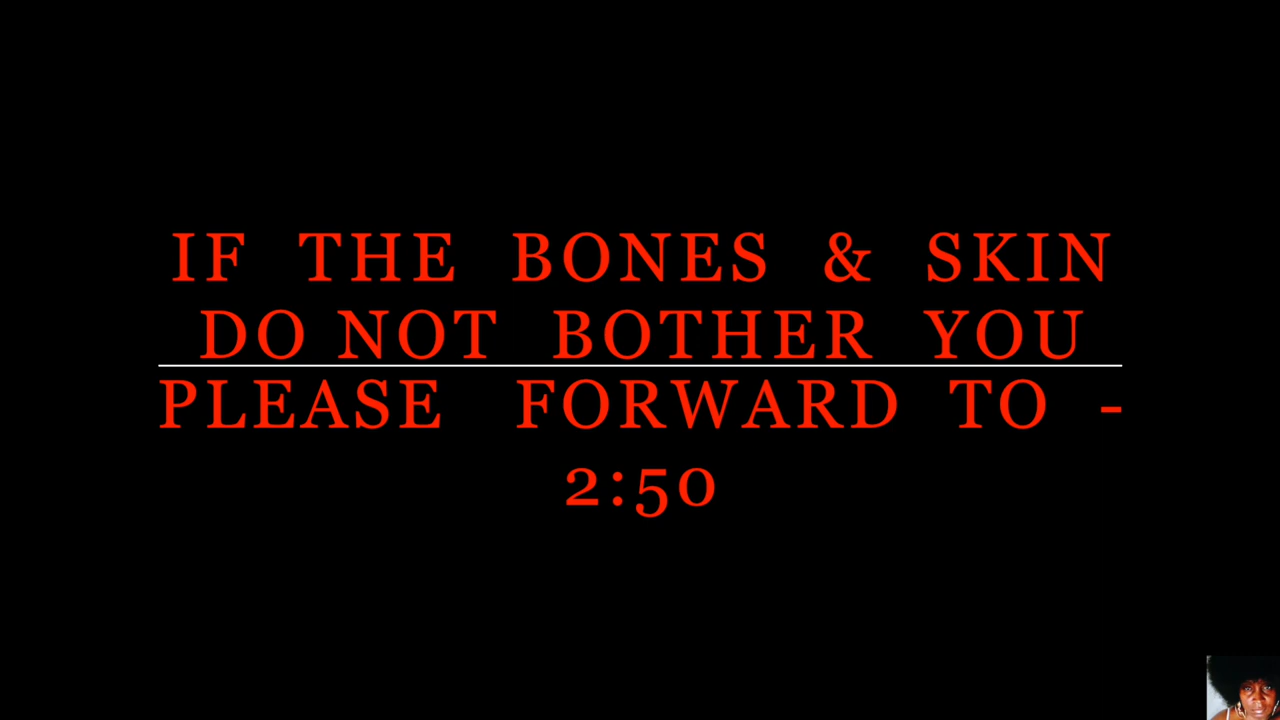 IF THE BONES & SKIN
DO NOT BOTHER YOU
PLEASE FORWARD TO -
2:50